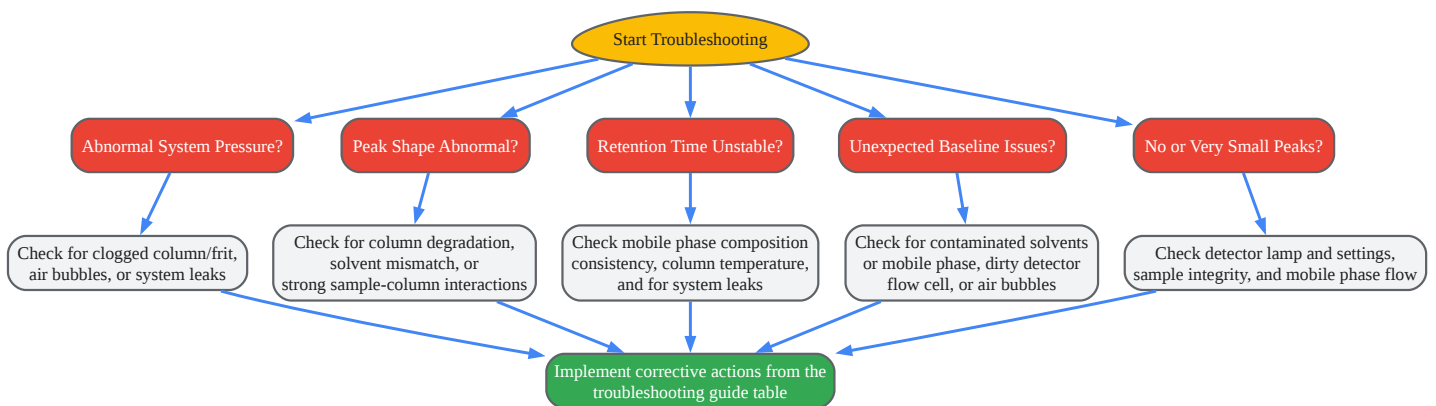 Start Troubleshooting
Abnormal System Pressure?
Peak Shape Abnormal?
Retention Time Unstable?
Unexpected Baseline Issues?
No or Very Small Peaks?
Check for clogged column/frit,
air bubbles, or system leaks
Check for column degradation,
solvent mismatch, or
strong sample-column interactions
Check mobile phase composition
consistency, column temperature,
and for system leaks
Check for contaminated solvents
or mobile phase, dirty detector
flow cell, or air bubbles
Check detector lamp and settings,
sample integrity, and mobile phase flow
Implement corrective actions from the
troubleshooting guide table